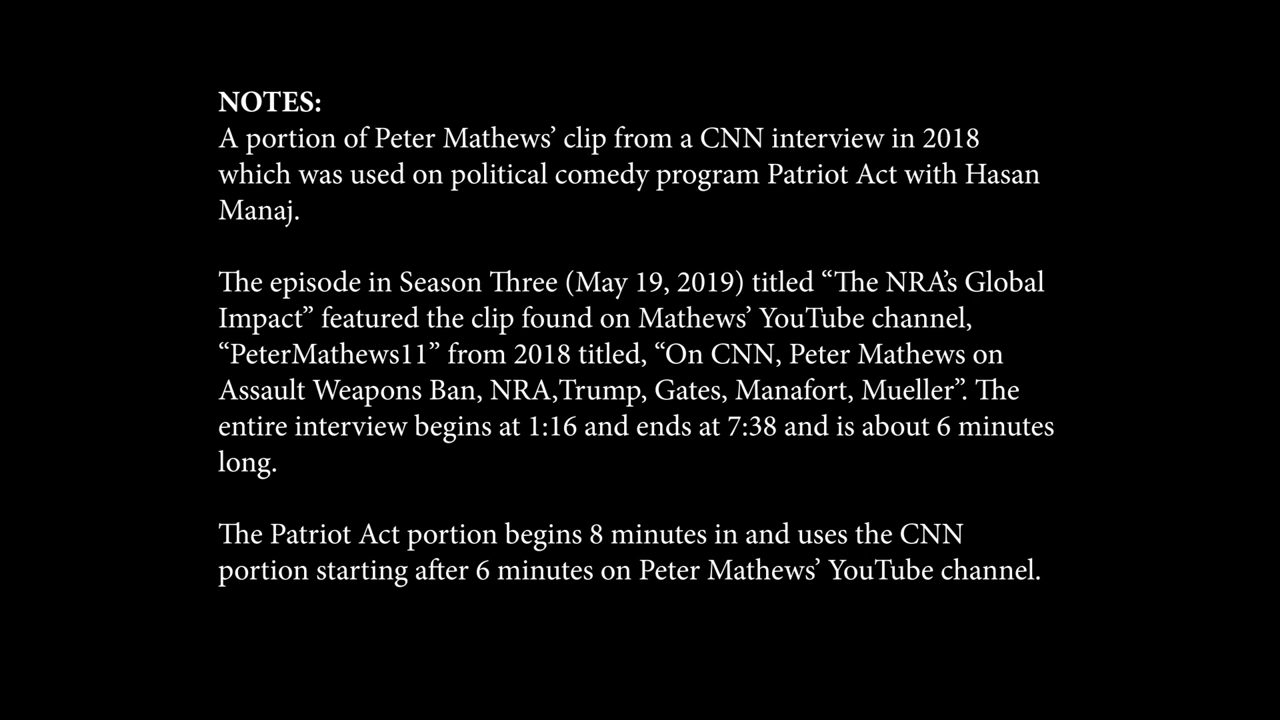 NOTES:
A portion of Peter Mathews’ clip from a CNN interview in 2018
which was used on political comedy program Patriot Act with Hasan
Manaj.
The episode in Season Three (May 19, 2019) titled “The NRA’s Global
Impact” featured the clip found on Mathews’ YouTube channel,
“PeterMathews11” from 2018 titled, “On CNN, Peter Mathews on
Assault Weapons Ban, NRA,Trump, Gates, Manafort, Mueller”. The
entire interview begins at 1:16 and ends at 7:38 and is about 6 minutes
long.
The Patriot Act portion begins 8 minutes in and uses the CNN
portion starting after 6 minutes on Peter Mathews’ YouTube channel.